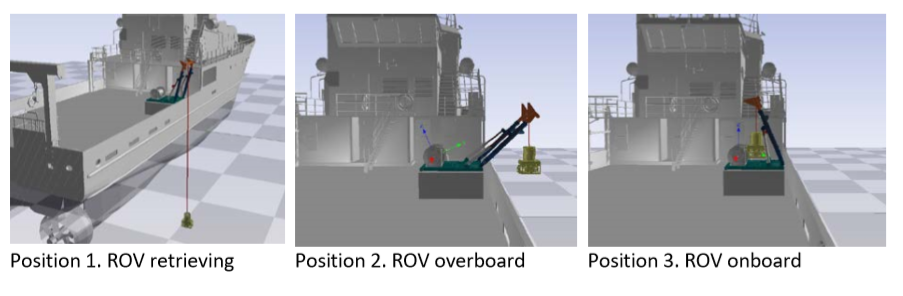 Position 1. ROV retrieving
Position 2. ROV overboard
Position 3. ROV onboard